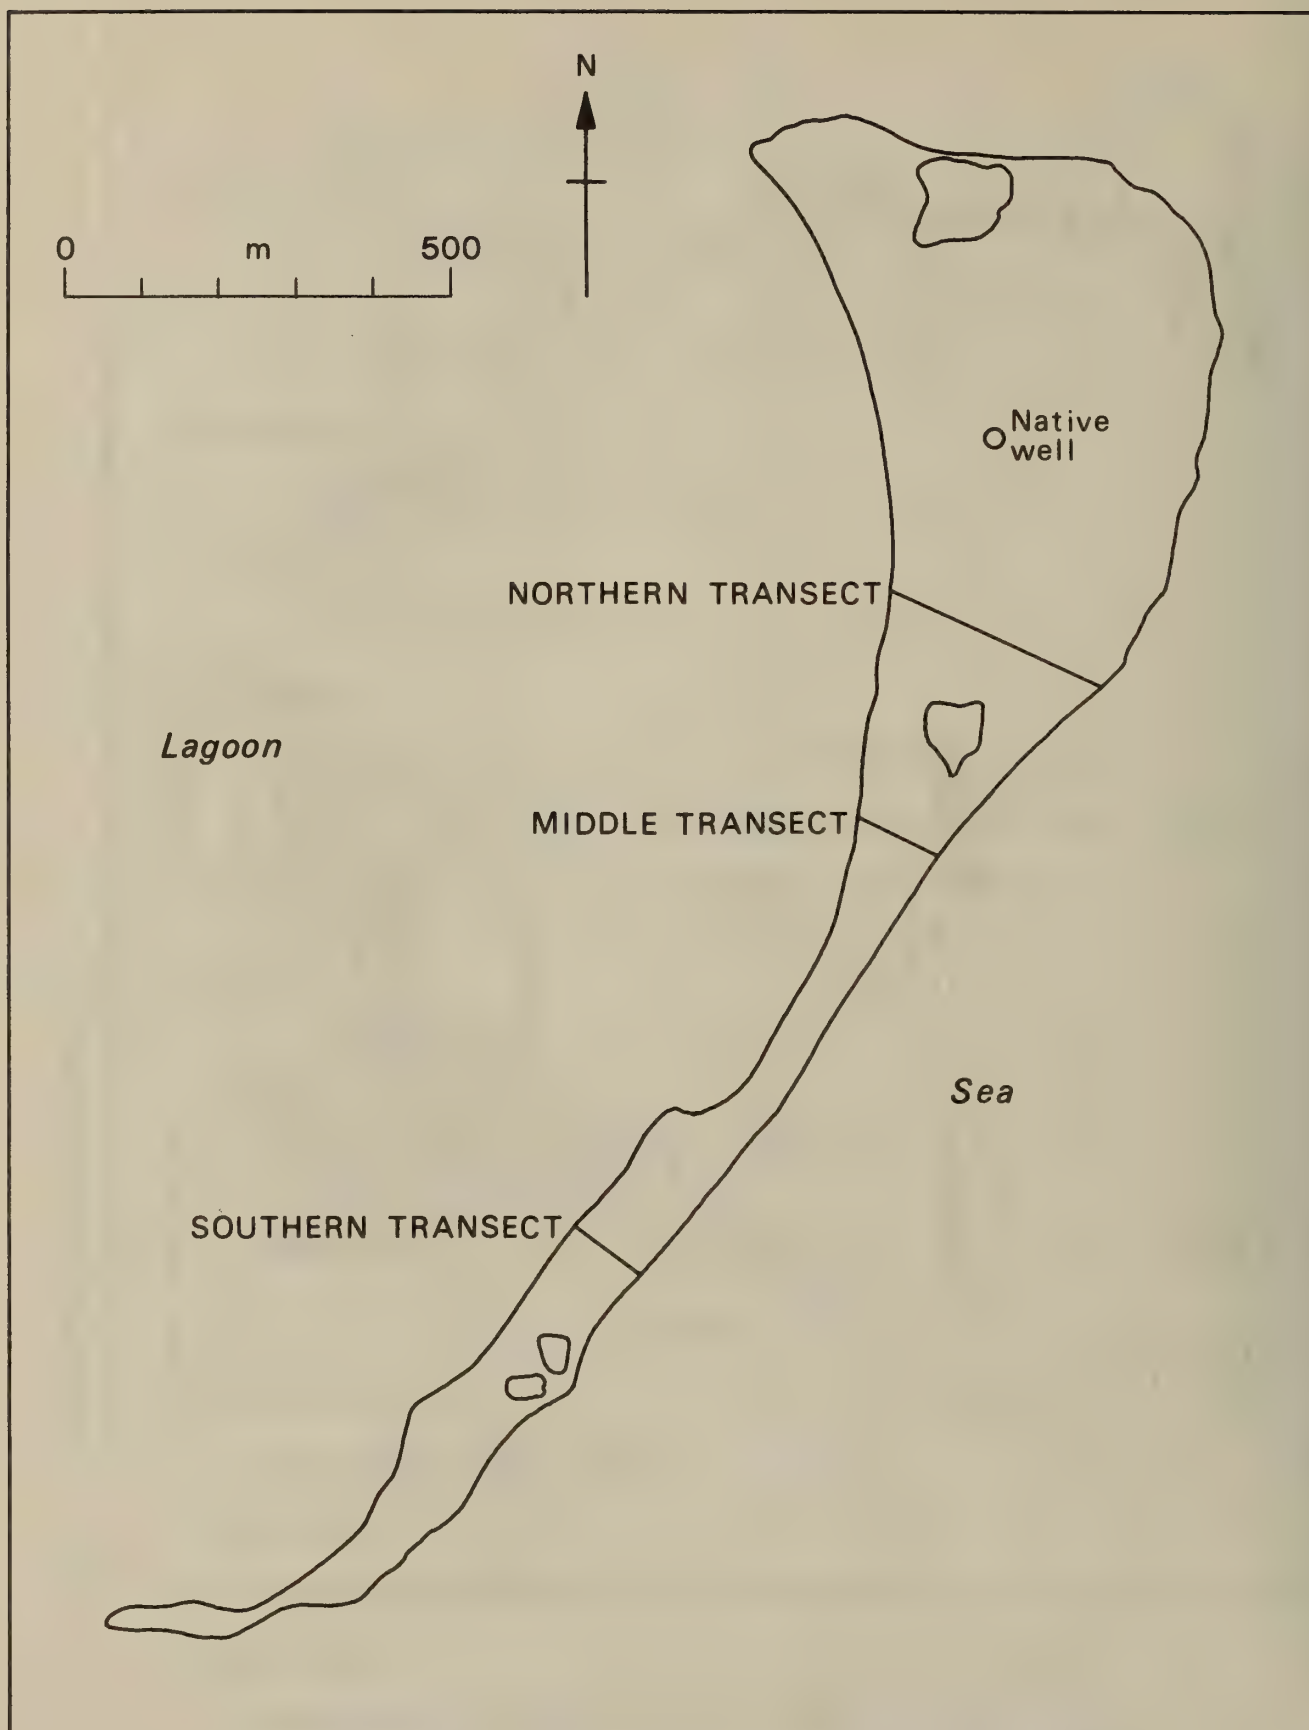 N
0 m 500
Native
well
NORTHERN TRANSECT
Lagoon
MIDDLE TRANSECT
Sea
SOUTHERN TRANSECT